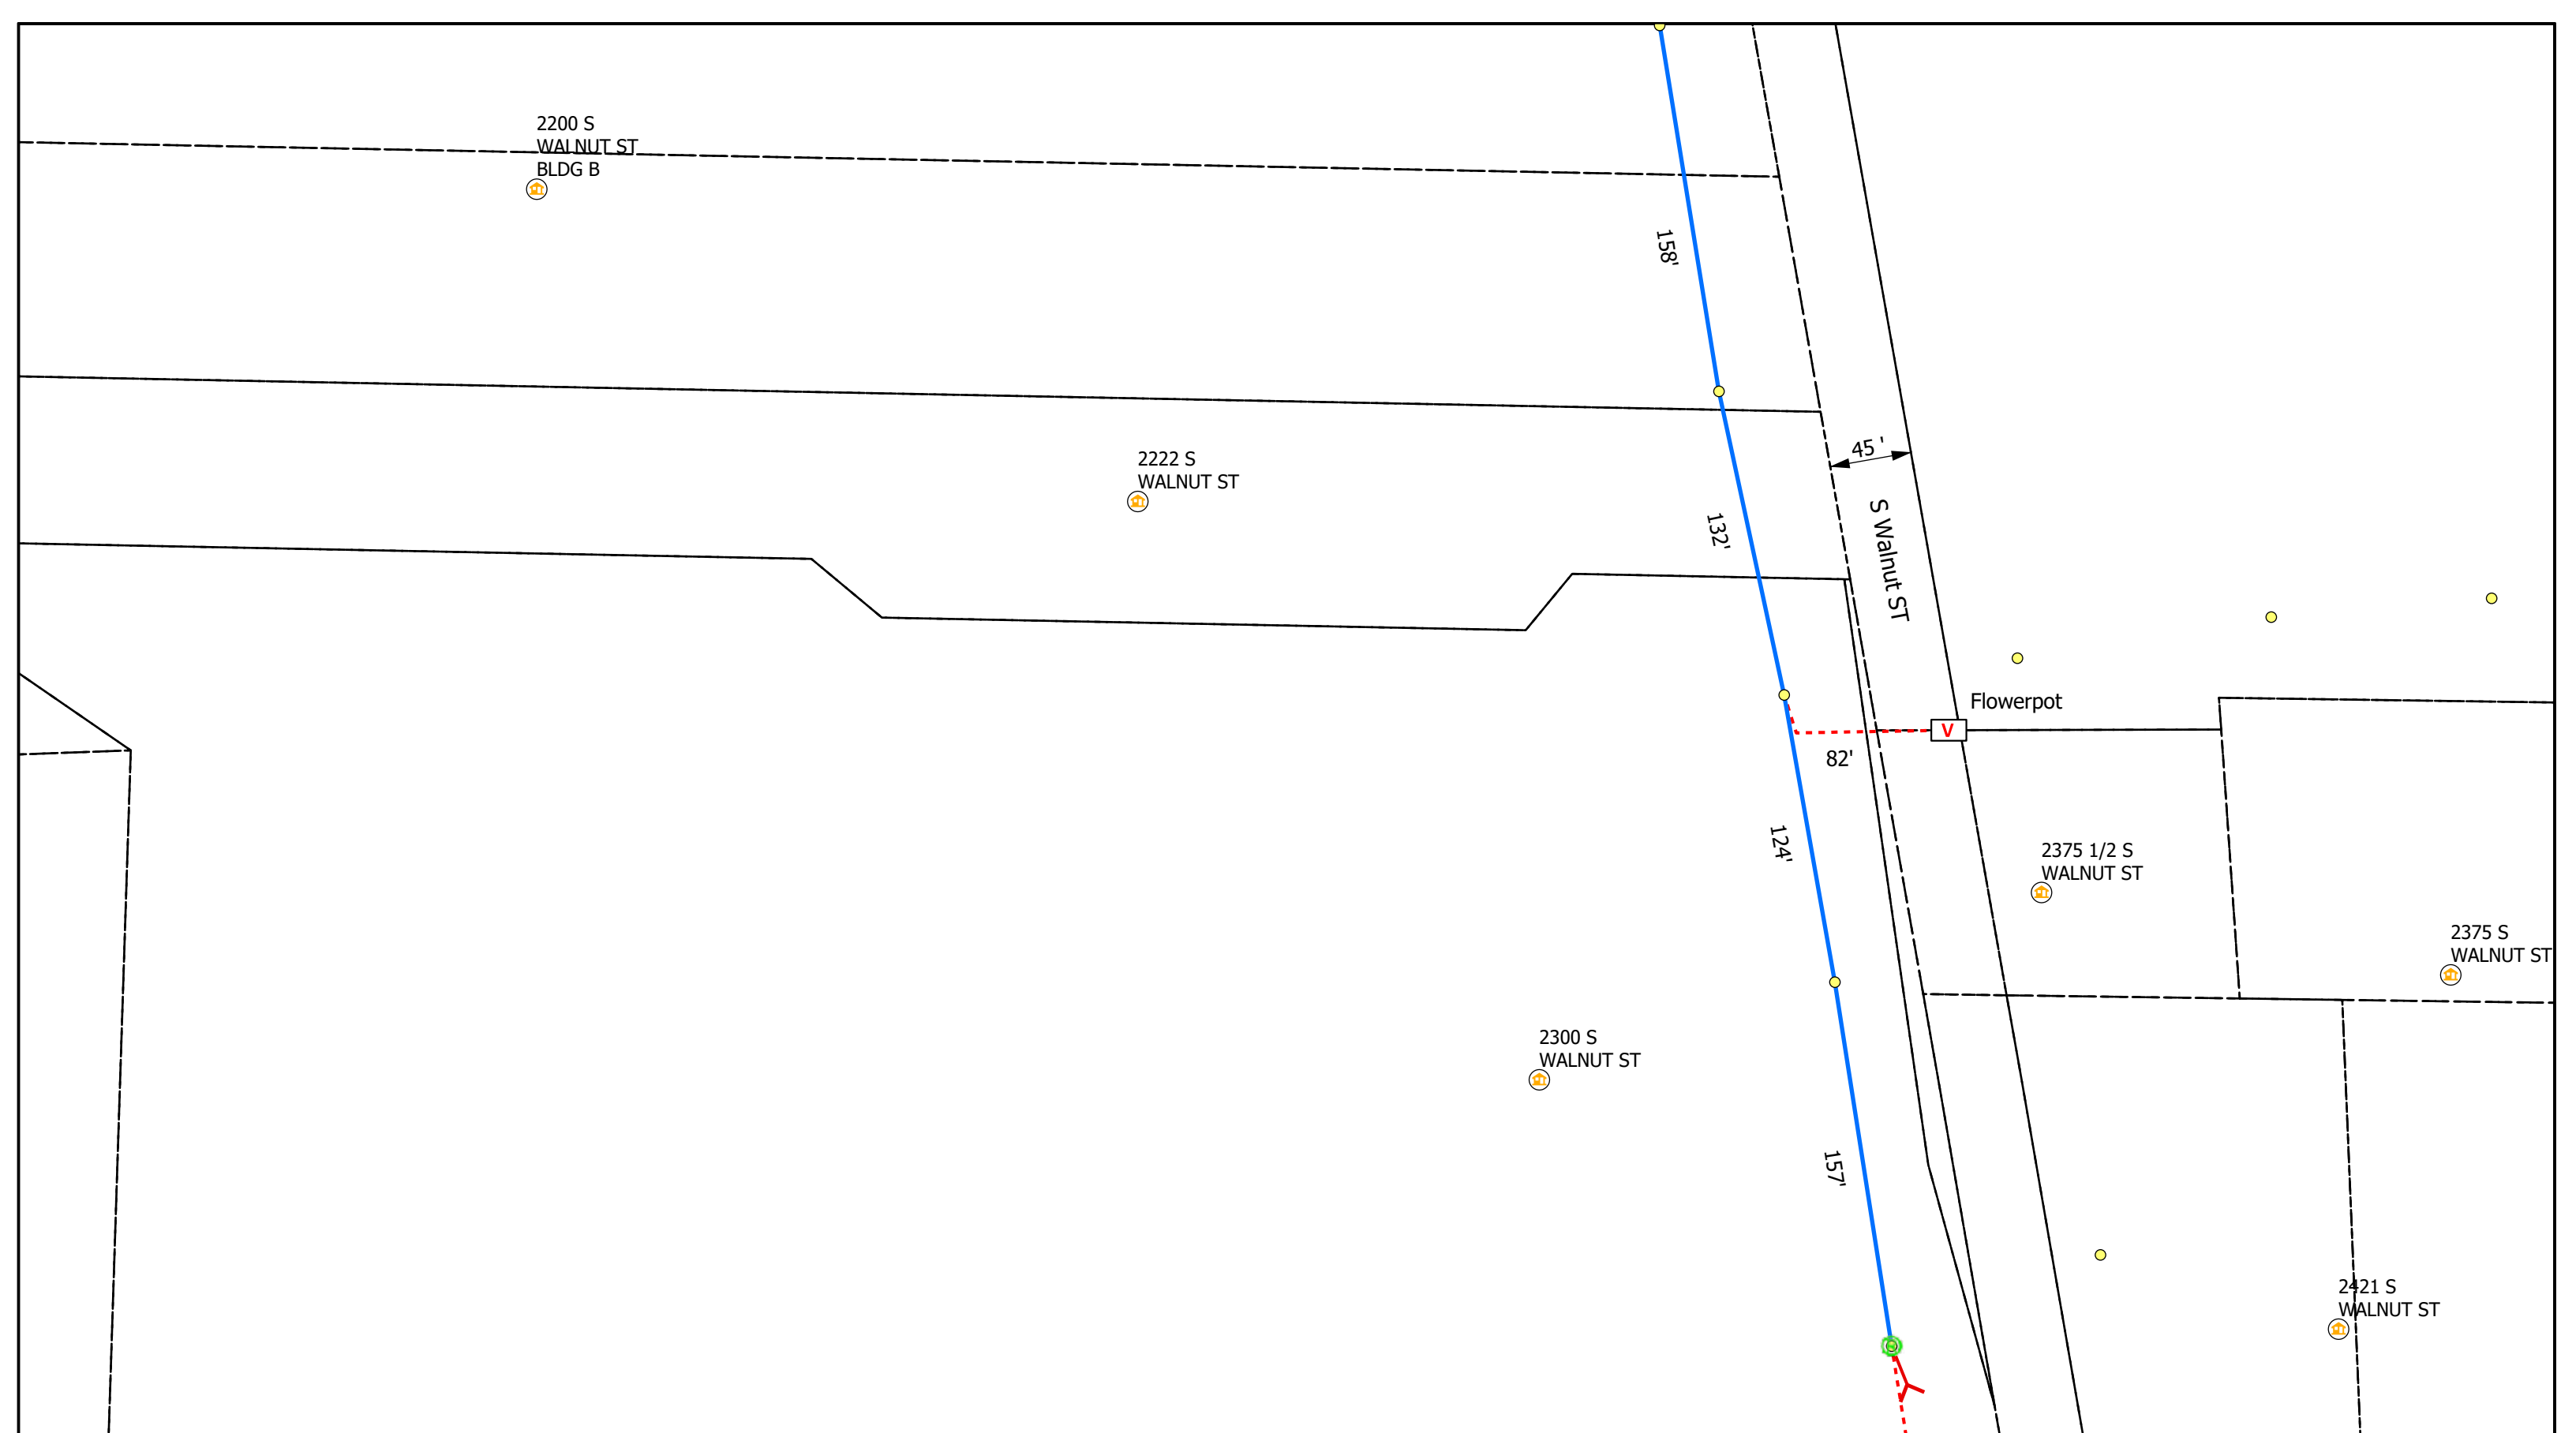 2200 S
WALNUT ST
BLDG B
158'
45 '
2222 S
WALNUT ST
132'
S Walnut ST
Flowerpot
V
82'
124'
2375 1/2 S
WALNUT ST
2375 S
WALNUT ST
2300 S
WALNUT ST
157'
2421 S
WALNUT ST